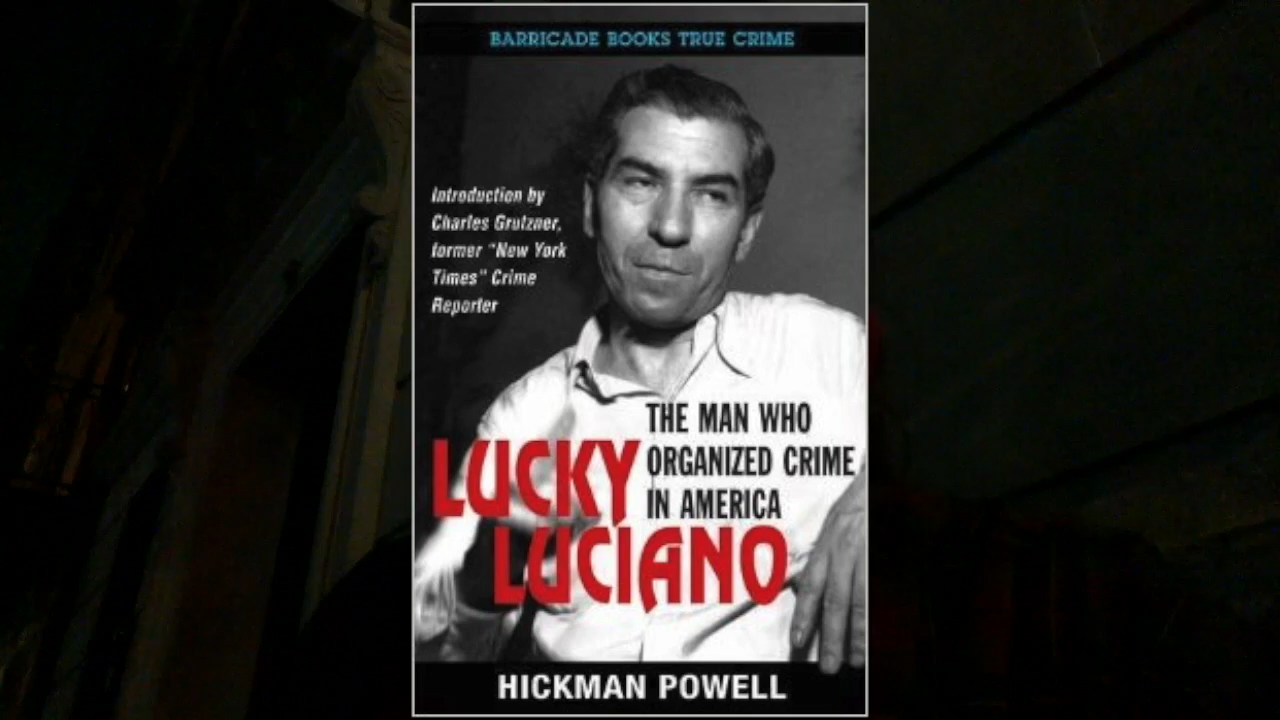 BARRICADE BOOKS TRUE CRIME
Introduction by
Charles Grutzner,
former "New York
Times" Crime
Reporter
THE MAN WHO
ORGANIZED CRIME
IN AMERICA
LUCKY
LUCIANO
HICKMAN POWELL